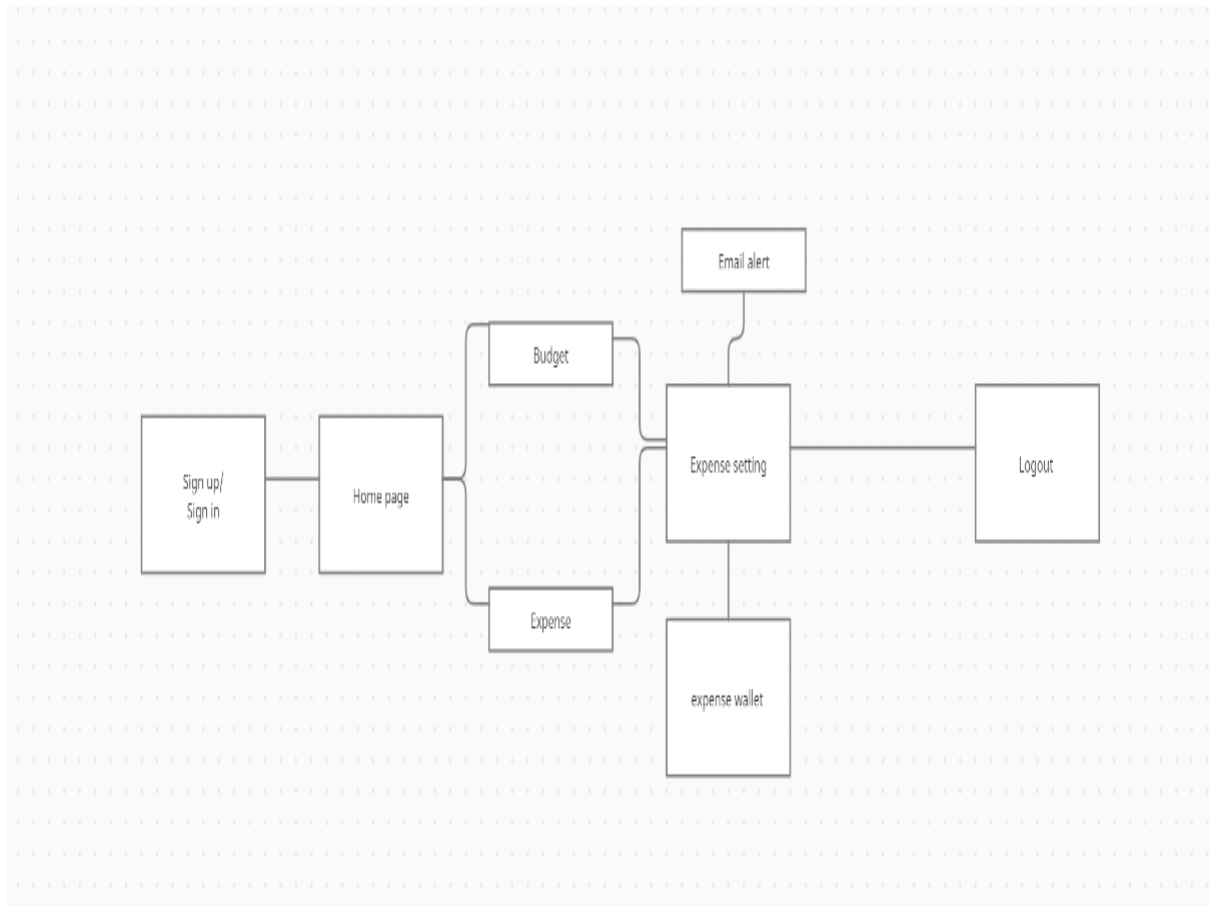 Email alert
Budget
Sign up/
Sign in
Home page
Expense setting
Logout
Expense
expense wallet